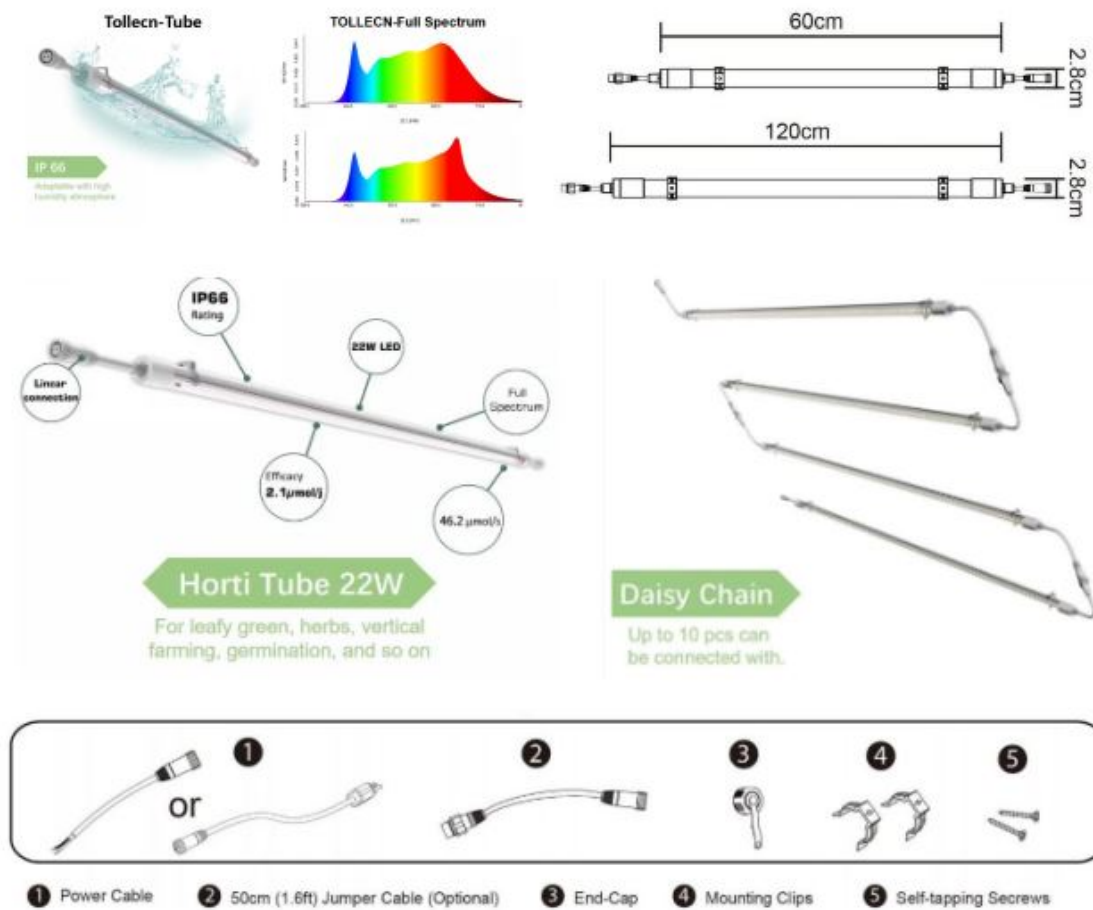 Tollecn-Tube
IP 66
Adaptable with high
humidity atmosphere
TOLLECN-Full Spectrum
60cm
2.8cm
120cm
2.8cm
IP66
Rating
22W LED
Linear
connection
Full
Spectrum
Efficacy
2.1μmol/j
46.2 μmol/s
Horti Tube 22W
For leafy green, herbs, vertical
farming, germination, and so on
Daisy Chain
Up to 10 pcs can
be connected with.
1
or
2
3
4
5
1 Power Cable
2 50cm (1.6ft) Jumper Cable (Optional)
3 End-Cap
4 Mounting Clips
5 Self-tapping Secrews